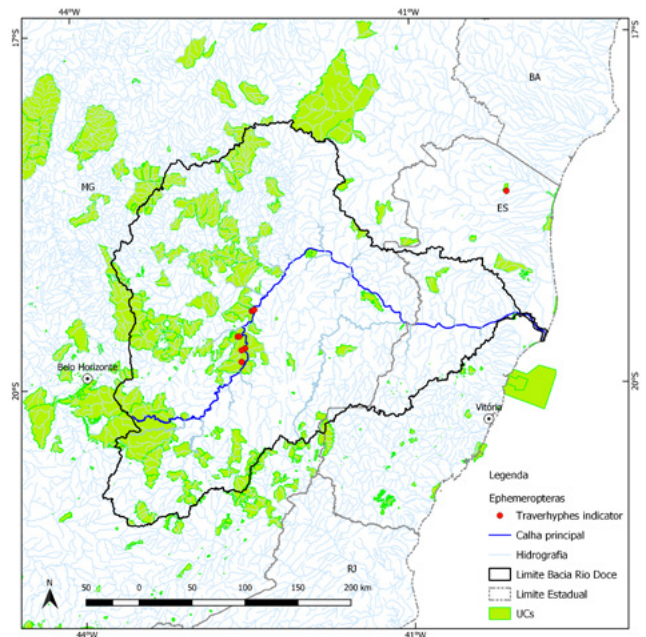 44°W
41°W
17°S
17°S
BA
MG
ES
Belo Horizonte
20°S
20°S
Vitória
Legenda
Ephemeropteras
Traverhyphes indicator
Calha principal
Hidrografia
Limite Bacia Rio Doce
Limite Estadual
UCs
RJ
N
50 0 50 100 150 200 km
44°W
41°W